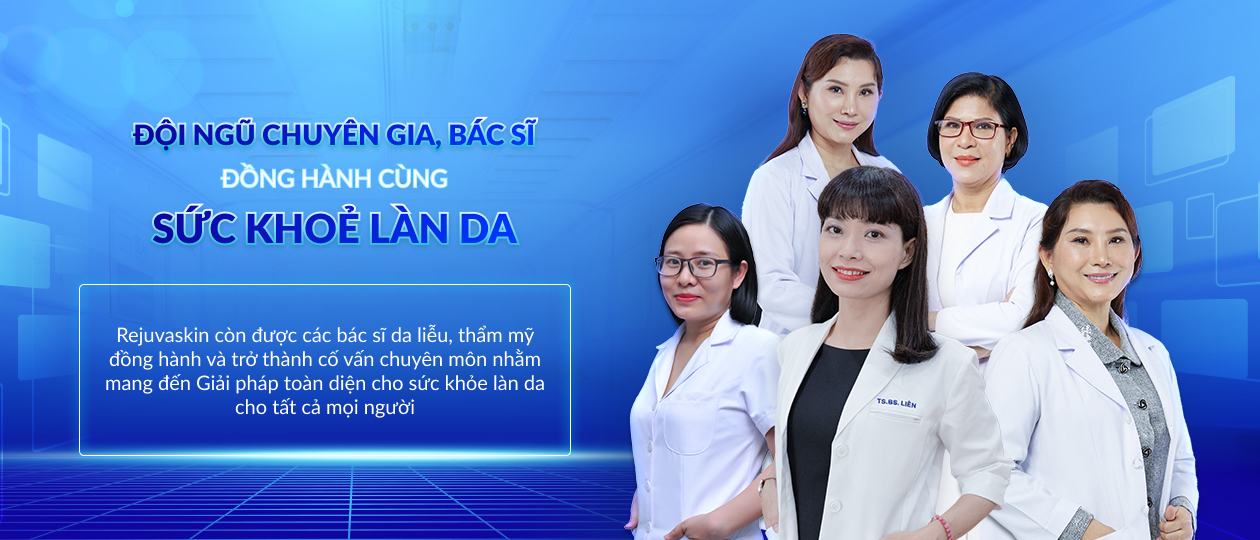 ĐỘI NGŨ CHUYÊN GIA, BÁC SĨ
ĐỒNG HÀNH CÙNG
SỨC KHOẺ LÀN DA
Rejuvaskin còn được các bác sĩ da liễu, thẩm mỹ
đồng hành và trở thành cố vấn chuyên môn nhằm
mang đến Giải pháp toàn diện cho sức khỏe làn da
cho tất cả mọi người
TS.BS. LIÊN